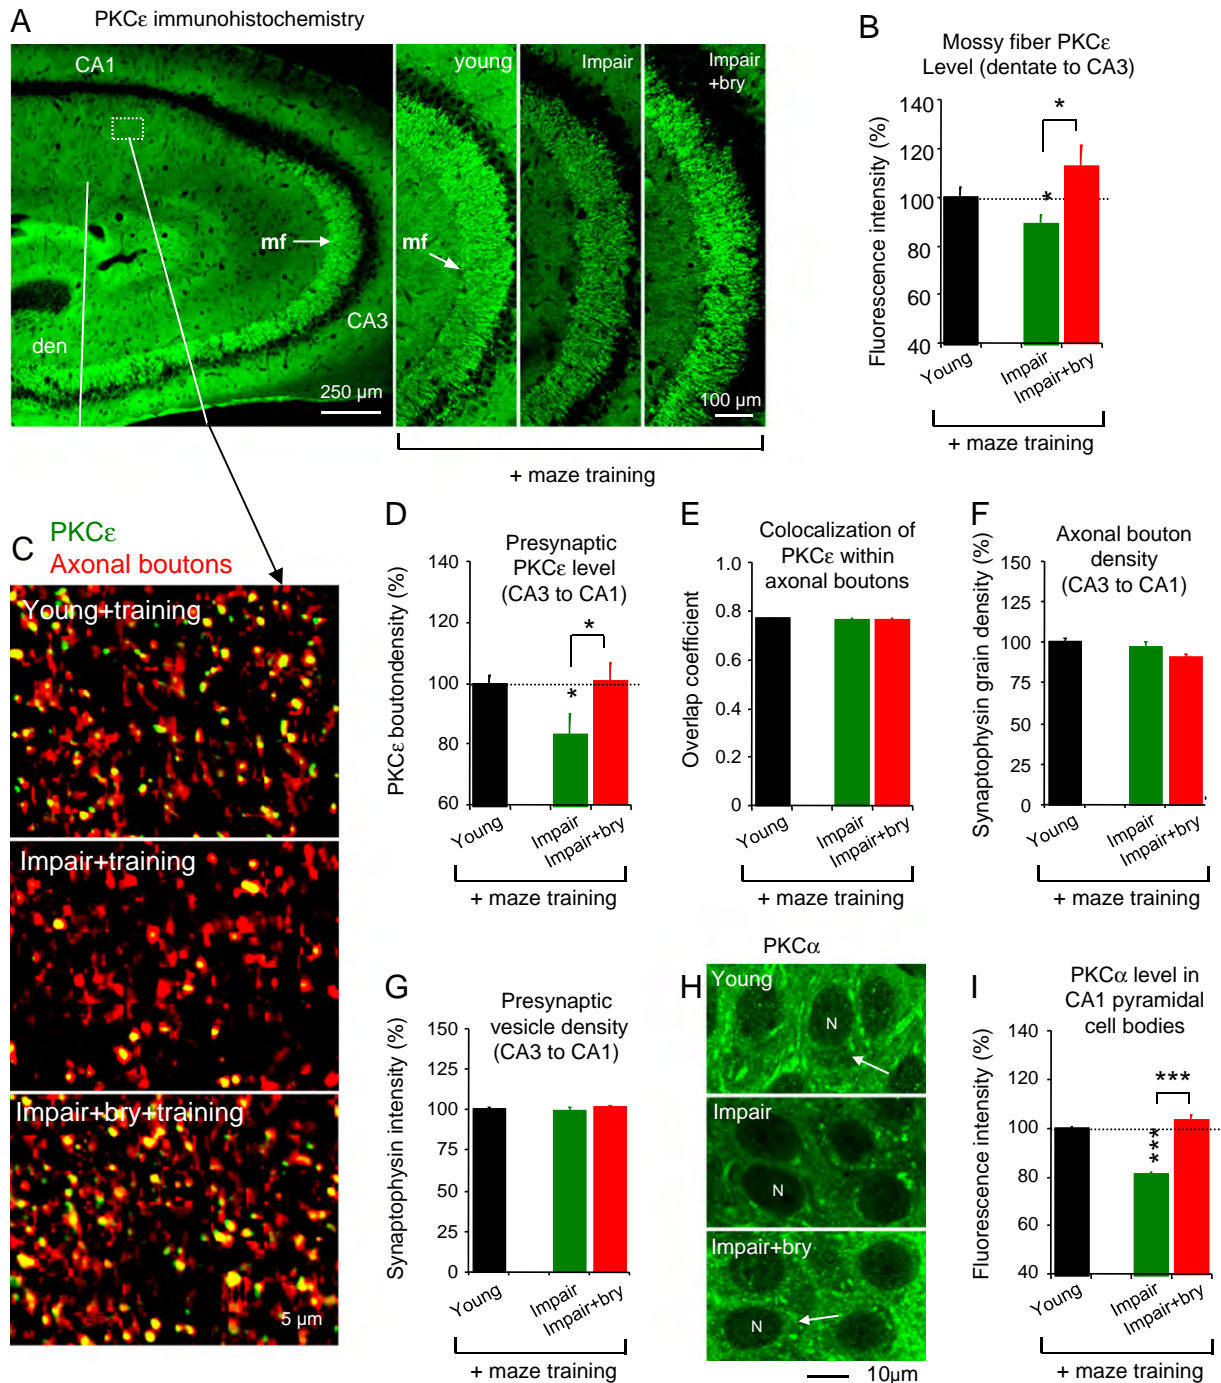 A
PKCε immunohistochemistry
CA1
mf
CA3
den
250 µm
young
mf
Impair
Impair
+bry
100 µm
+ maze training
B
Mossy fiber PKCε
Level (dentate to CA3)
Fluorescence intensity (%)
140
120
100
80
60
40
*
*
Young
Impair
Impair+bry
+ maze training
C
PKCε
Axonal boutons
Young+training
Impair+training
Impair+bry+training
5 µm
D
Presynaptic
PKCε level
(CA3 to CA1)
PKCε boutondensity (%)
140
120
100
80
60
*
*
Young
Impair
Impair+bry
+ maze training
E
Colocalization of
PKCε within
axonal boutons
Overlap coefficient
1.0
0.8
0.6
0.4
0.2
0
Young
Impair
Impair+bry
+ maze training
F
Axonal bouton
density
(CA3 to CA1)
Synaptophysin grain density (%)
150
125
100
75
50
25
0
Young
Impair
Impair+bry
+ maze training
G
Presynaptic
vesicle density
(CA3 to CA1)
Synaptophysin intensity (%)
150
125
100
75
50
25
0
Young
Impair
Impair+bry
+ maze training
H
PKCα
Young
N
Impair
N
Impair+bry
N
10µm
I
PKCα level in
CA1 pyramidal
cell bodies
Fluorescence intensity (%)
140
120
100
80
60
40
***
***
Young
Impair
Impair+bry
+ maze training